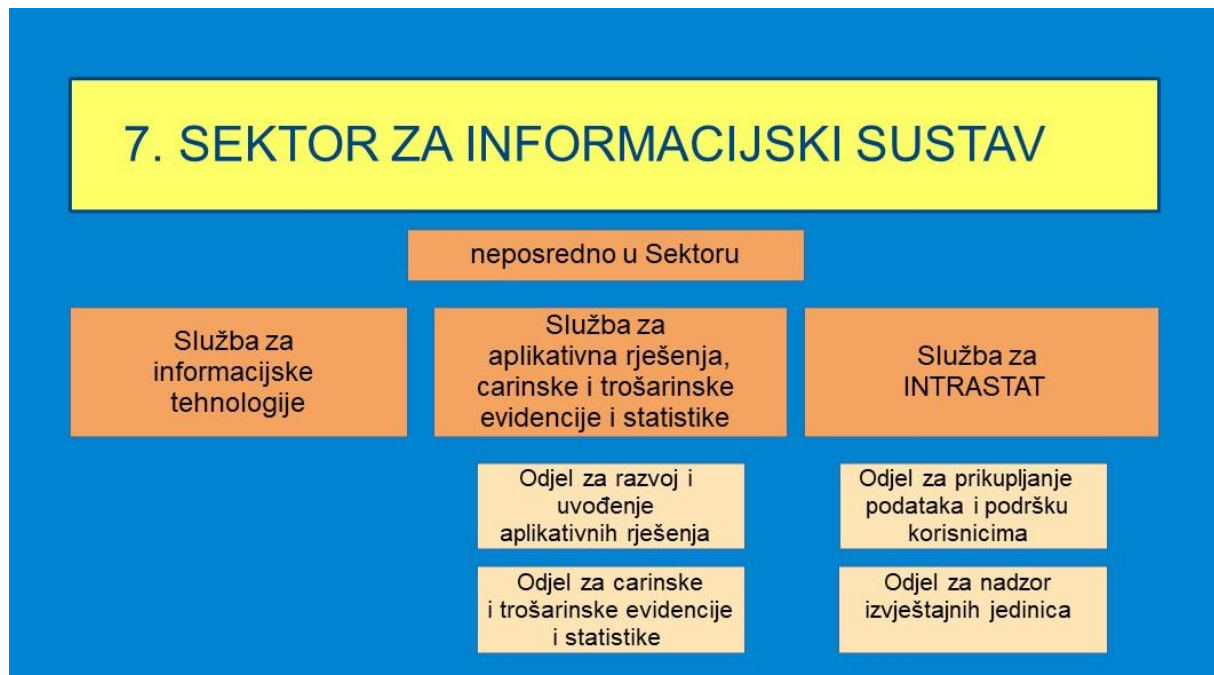 7. SEKTOR ZA INFORMACIJSKI SUSTAV
neposredno u Sektoru
Služba za
informacijske
tehnologije
Služba za
aplikativna rješenja,
carinske i trošarinske
evidencije i statistike
Služba za
INTRASTAT
Odjel za razvoj i
uvođenje
aplikativnih rješenja
Odjel za prikupljanje
podataka i podršku
korisnicima
Odjel za carinske
i trošarinske evidencije
i statistike
Odjel za nadzor
izvještajnih jedinica